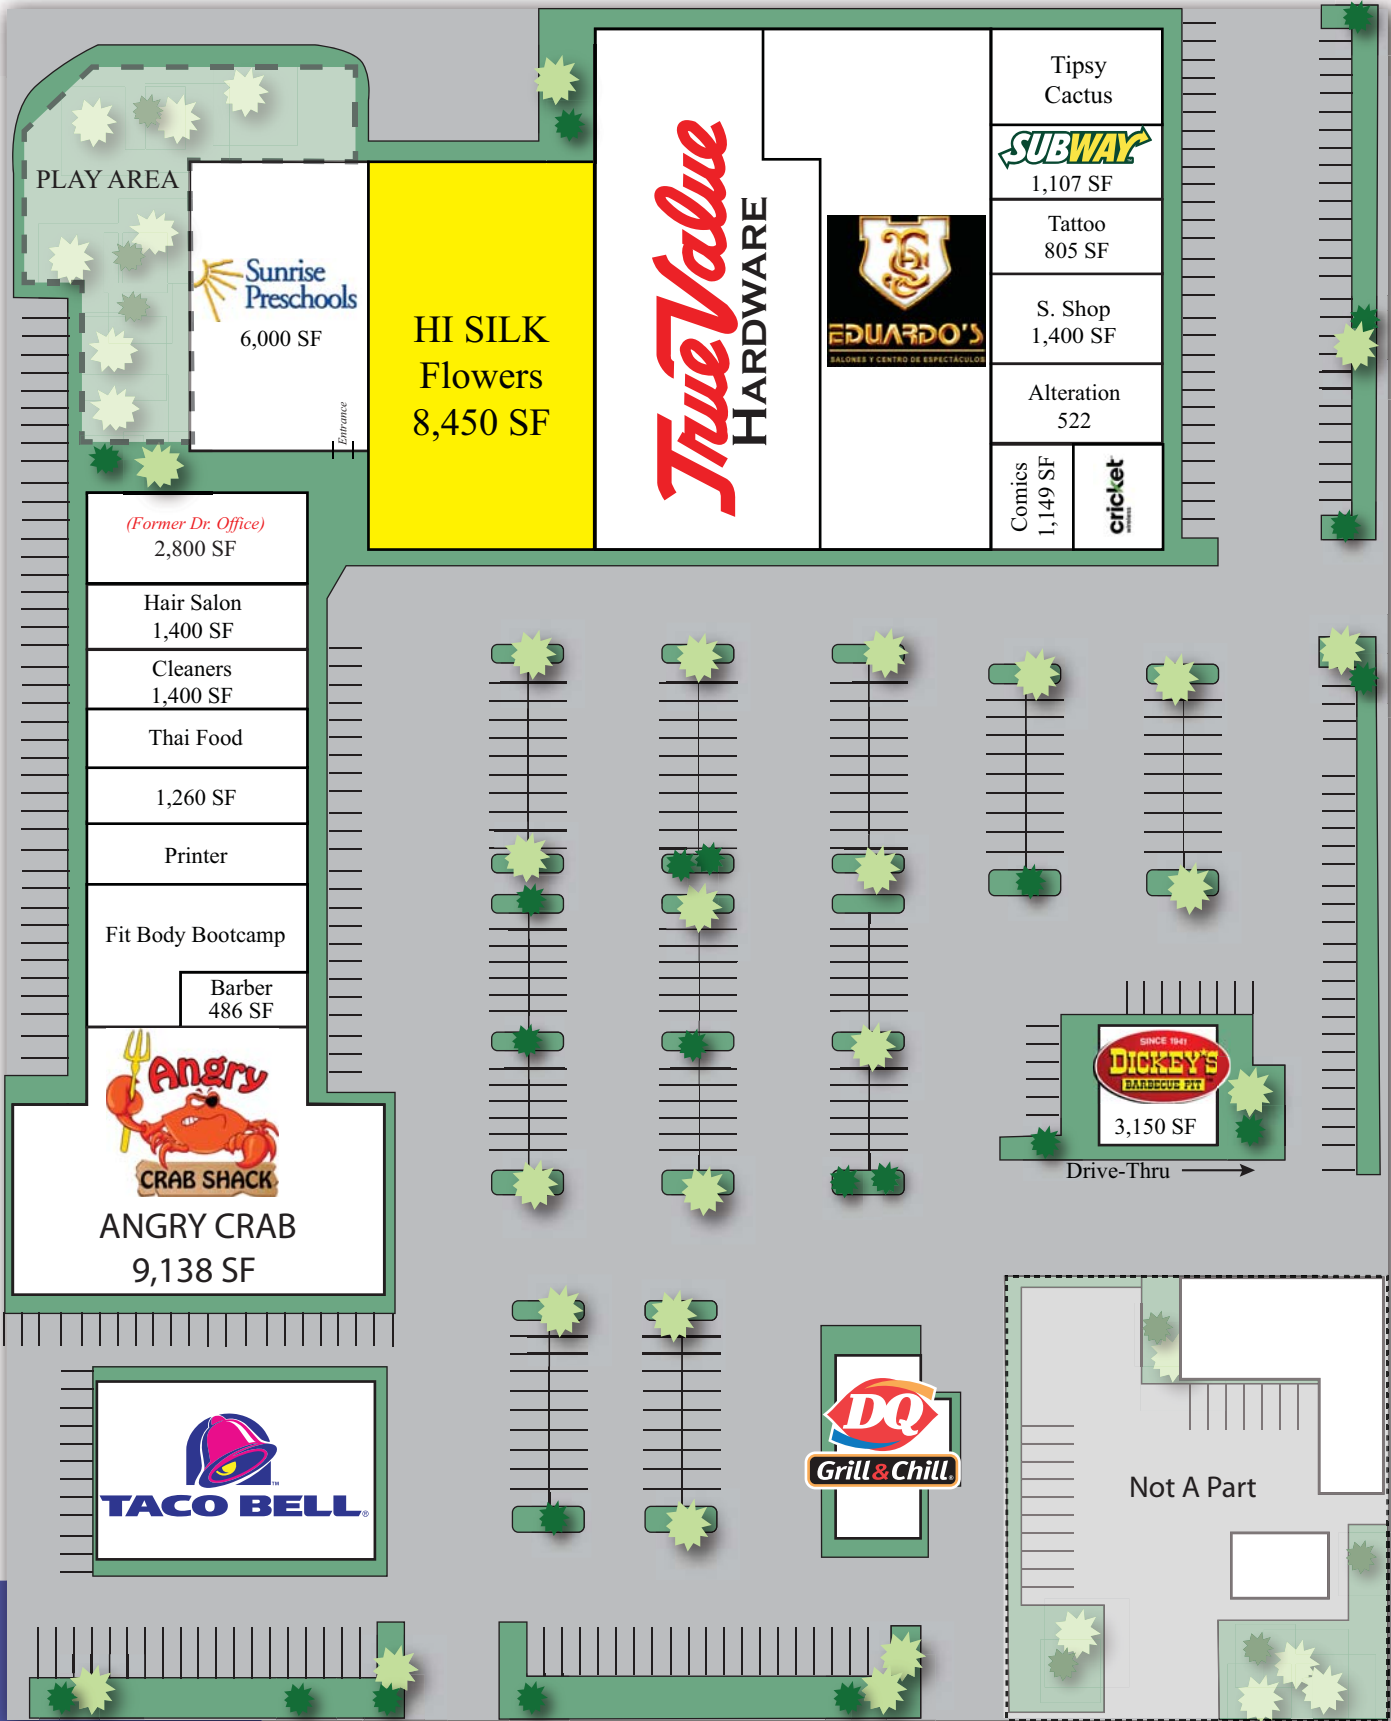 PLAY AREA
Sunrise
Preschools
6,000 SF
Entrance
HI SILK
Flowers
8,450 SF
True Value
HARDWARE
EDUARDO'S
SALONES Y CENTRO DE ESPECTÁCULOS
Tipsy
Cactus
SUBWAY
1,107 SF
Tattoo
805 SF
S. Shop
1,400 SF
Alteration
522
Comics
1,149 SF
cricket
wireless
(Former Dr. Office)
2,800 SF
Hair Salon
1,400 SF
Cleaners
1,400 SF
Thai Food
1,260 SF
Printer
Fit Body Bootcamp
Barber
486 SF
Angry
CRAB SHACK
ANGRY CRAB
9,138 SF
SINCE 1941
DICKEY'S
BARBECUE PIT
3,150 SF
Drive-Thru
TACO BELL
DQ
Grill & Chill
Not A Part